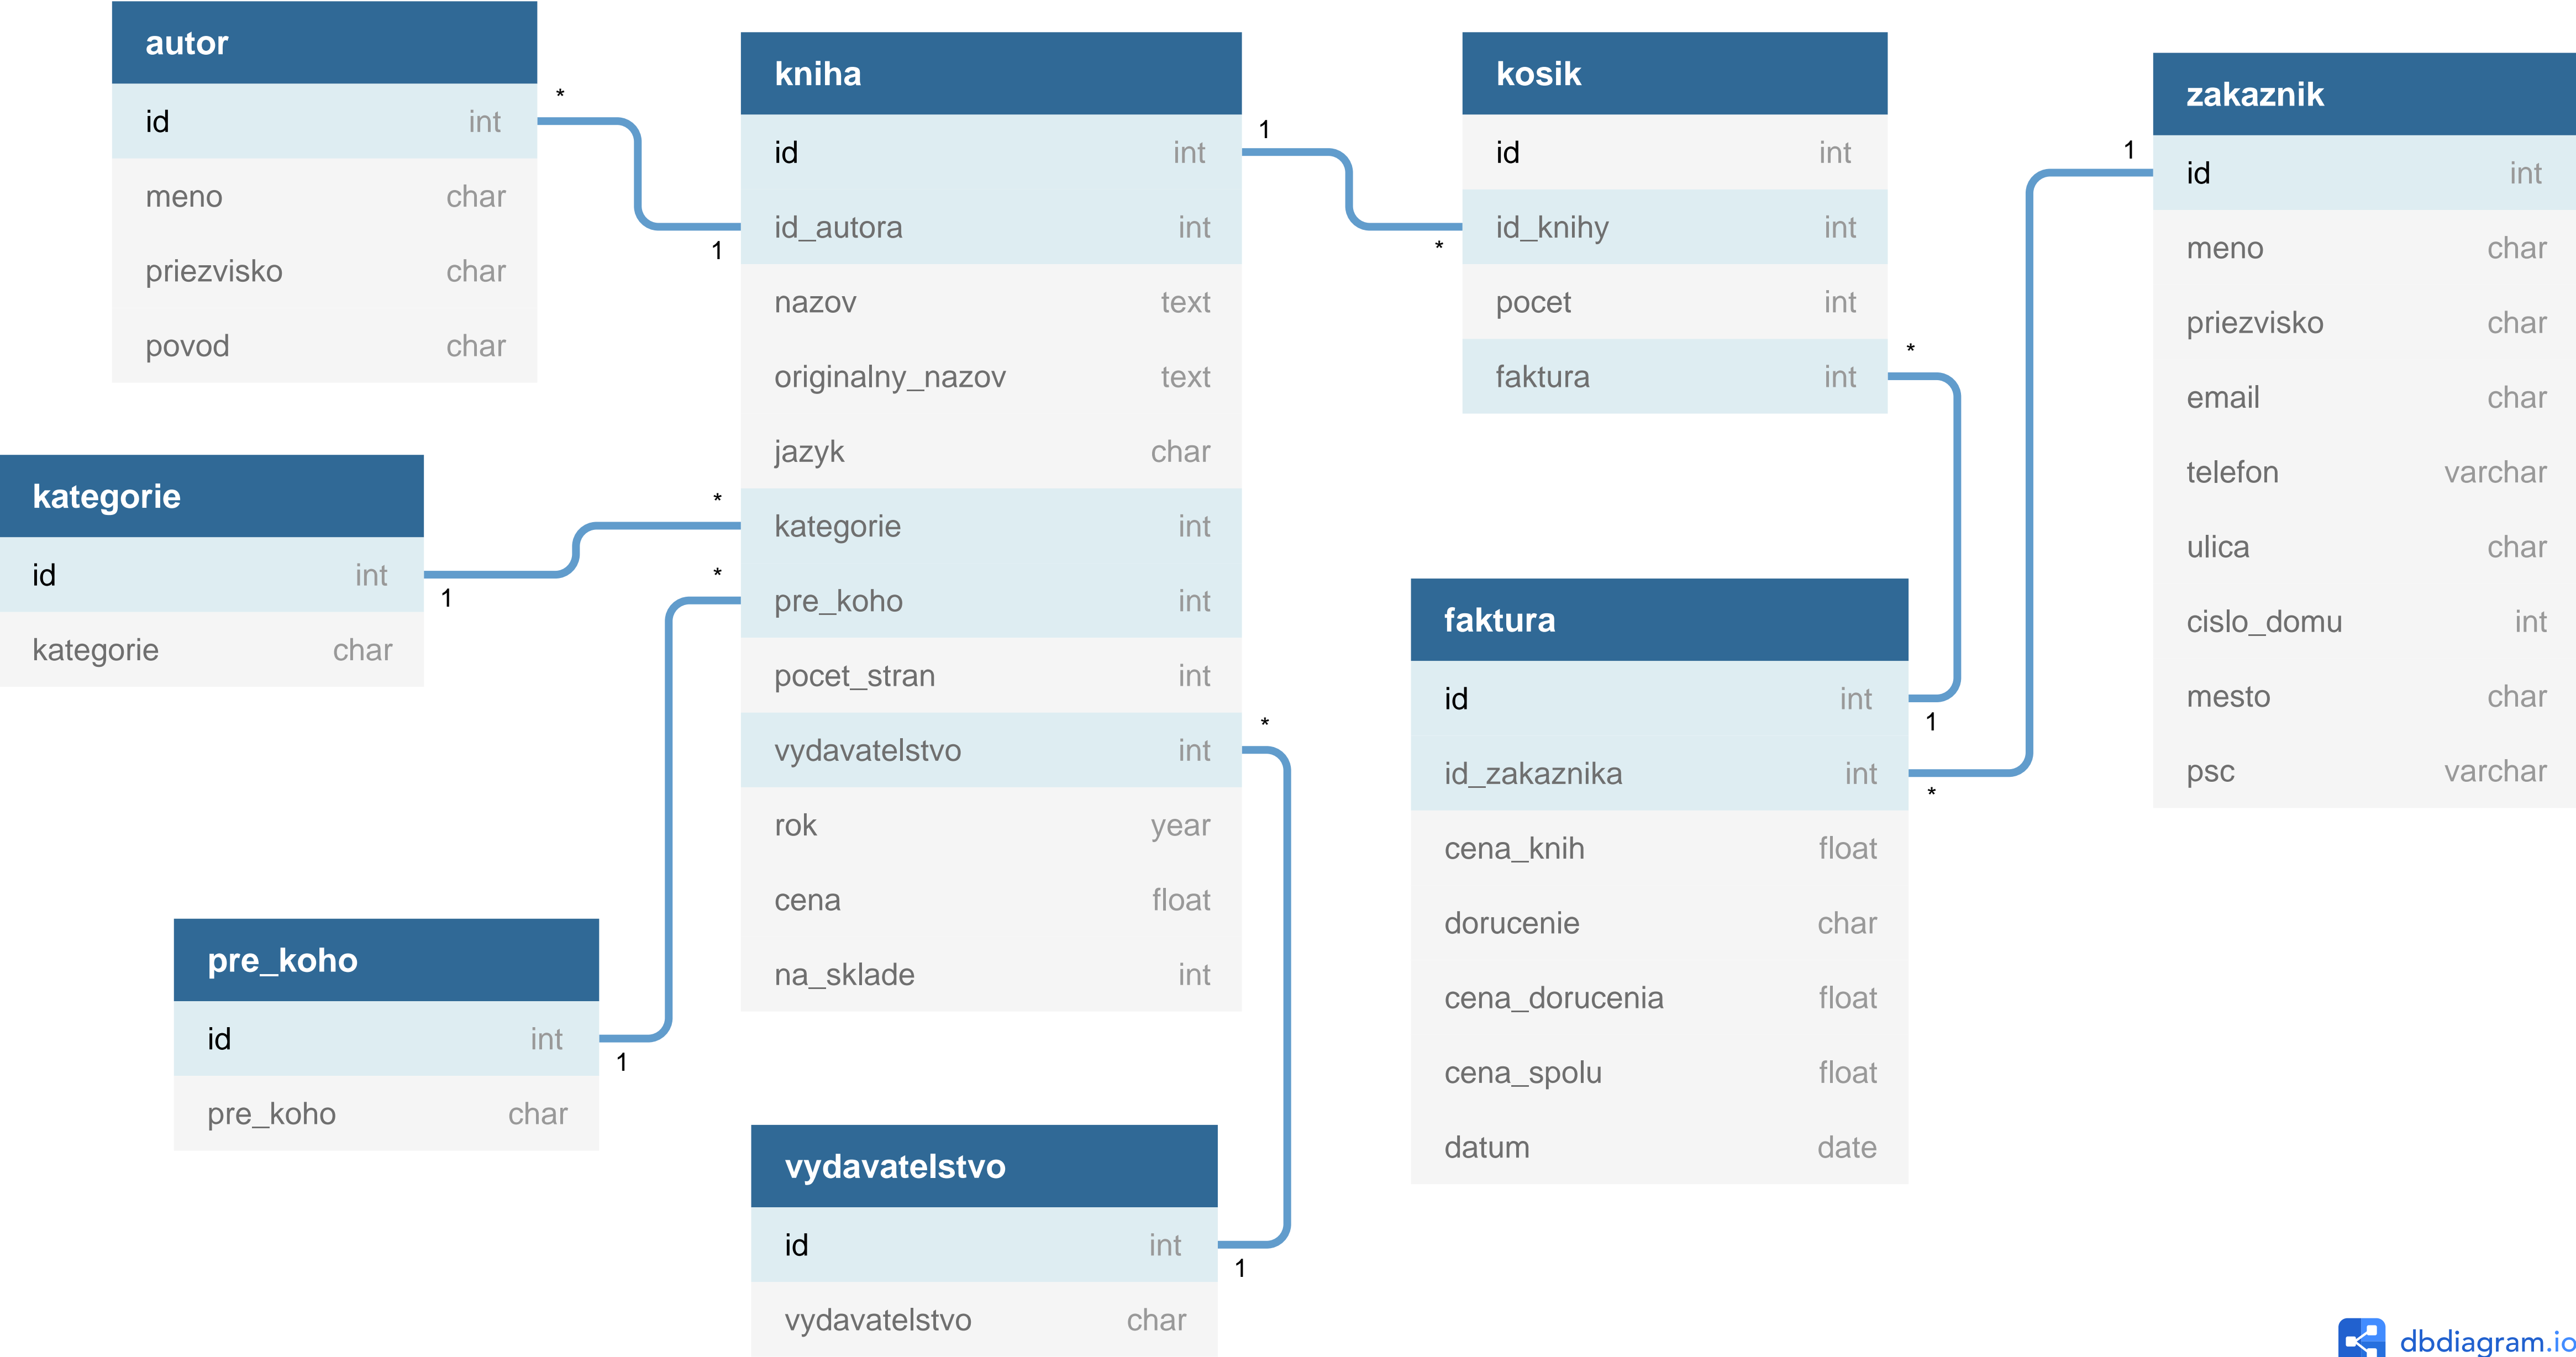 autor
id int
meno char
priezvisko char
povod char
*
1
kniha
id int
id_autora int
nazov text
originalny_nazov text
jazyk char
kategorie int
pre_koho int
pocet_stran int
vydavatelstvo int
rok year
cena float
na_sklade int
1
*
kosik
id int
id_knihy int
pocet int
faktura int
*
1
zakaznik
id int
meno char
priezvisko char
email char
telefon varchar
ulica char
cislo_domu int
mesto char
psc varchar
1
*
kategorie
id int
kategorie char
1
*
pre_koho
id int
pre_koho char
1
*
vydavatelstvo
id int
vydavatelstvo char
1
*
faktura
id int
id_zakaznika int
cena_knih float
dorucenie char
cena_dorucenia float
cena_spolu float
datum date
dbdiagram.io